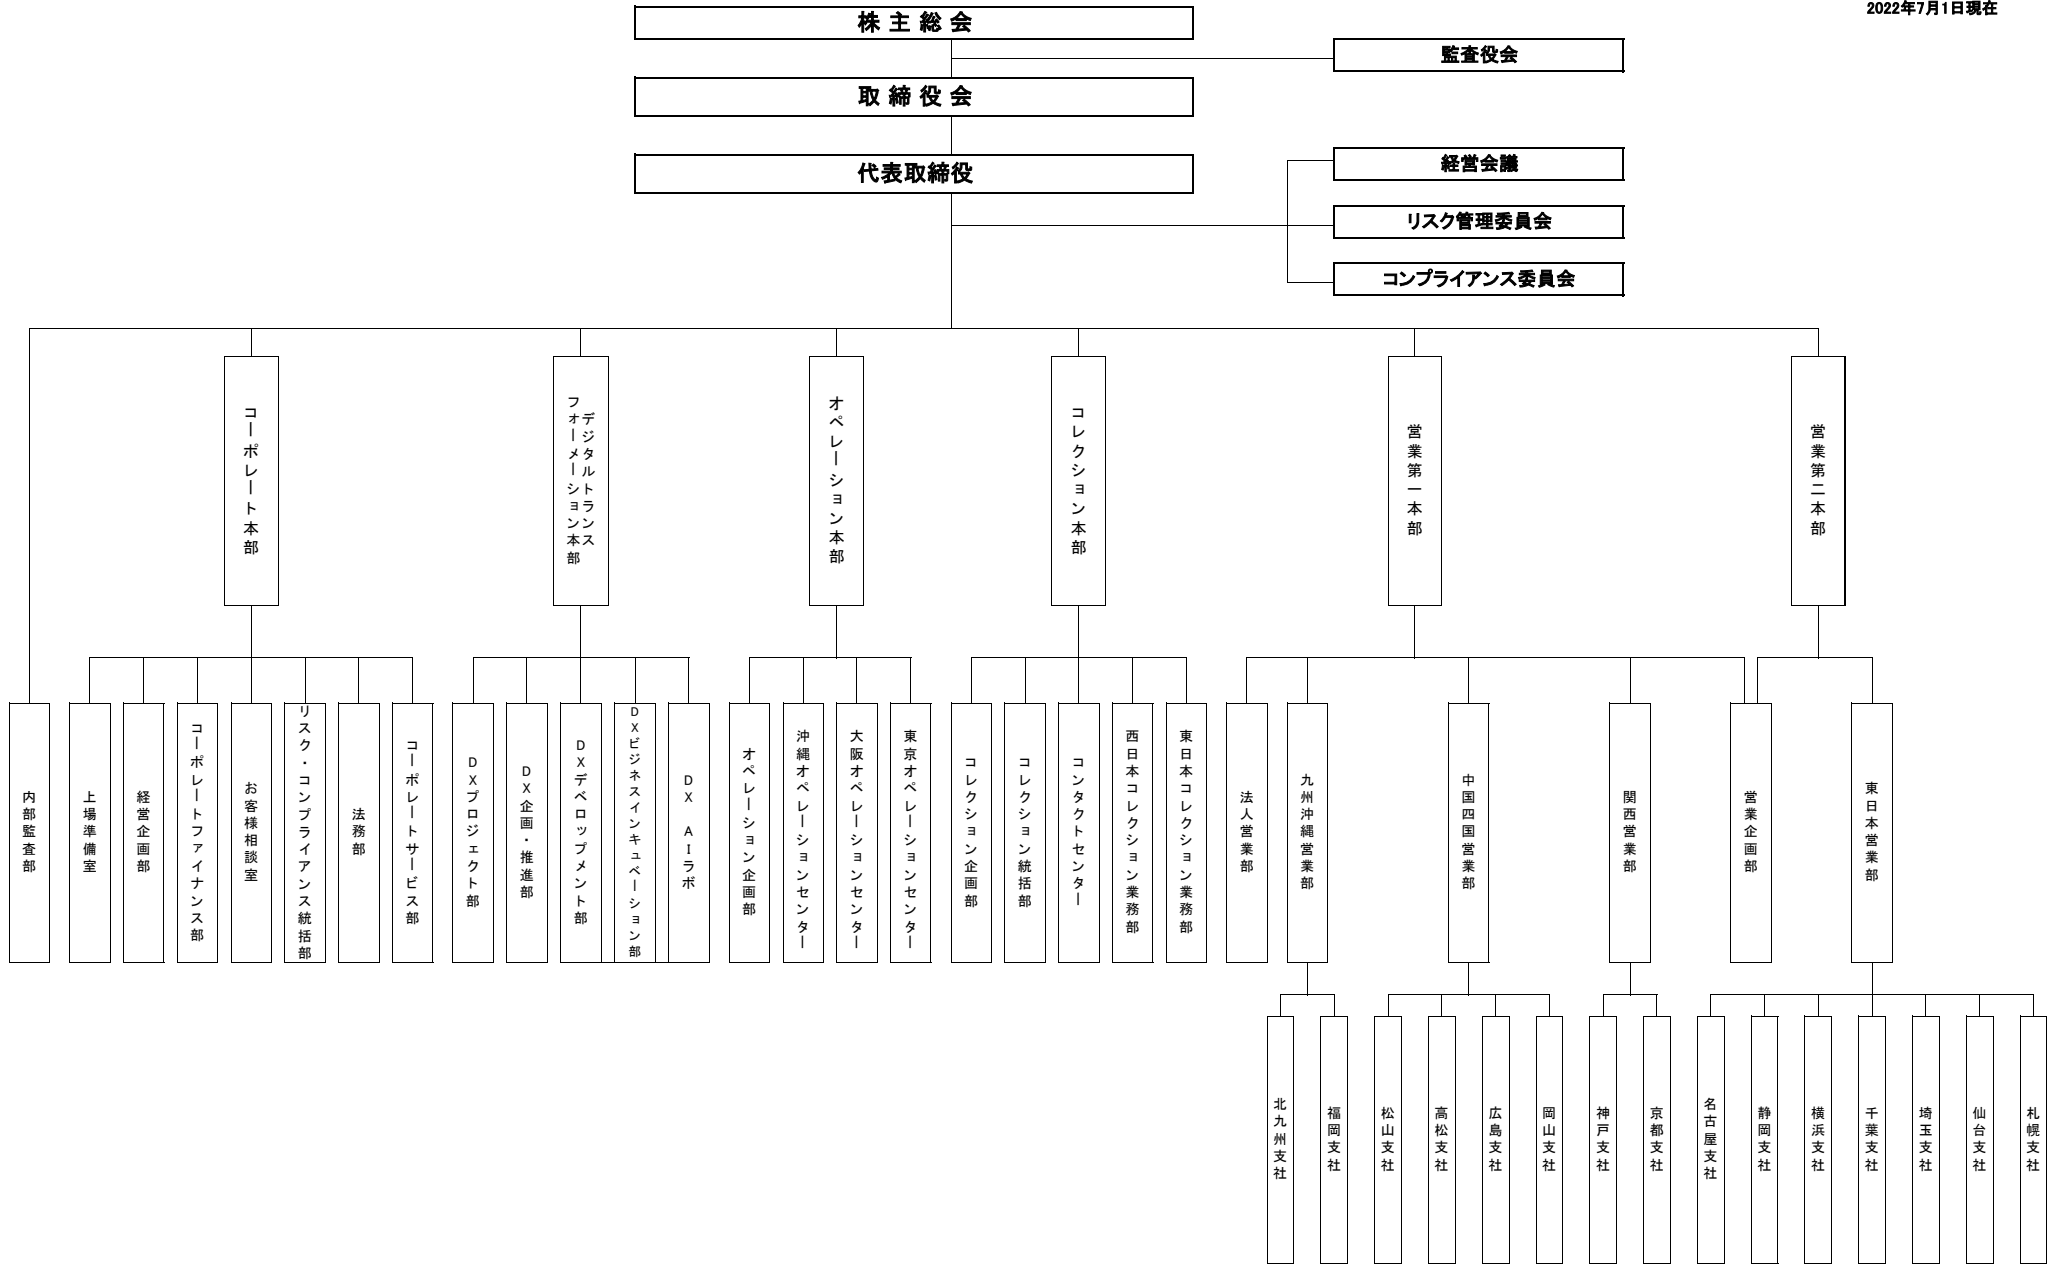 2022年7月1日現在
株主総会
監査役会
取締役会
代表取締役
経営会議
リスク管理委員会
コンプライアンス委員会
コーポレート本部
デジタルトランス
フォーメーション本部
オペレーション本部
コレクション本部
営業第一本部
営業第二本部
内部監査部
上場準備室
経営企画部
コーポレートファイナンス部
お客様相談室
リスク・コンプライアンス統括部
法務部
コーポレートサービス部
DXプロジェクト部
DX企画・推進部
DXデベロップメント部
DXビジネスインキュベーション部
DX AIラボ
オペレーション企画部
沖縄オペレーションセンター
大阪オペレーションセンター
東京オペレーションセンター
コレクション企画部
コレクション統括部
コンタクトセンター
西日本コレクション業務部
東日本コレクション業務部
法人営業部
九州沖縄営業部
中国四国営業部
関西営業部
営業企画部
東日本営業部
北九州支社
福岡支社
松山支社
高松支社
広島支社
岡山支社
神戸支社
京都支社
名古屋支社
静岡支社
横浜支社
千葉支社
埼玉支社
仙台支社
札幌支社